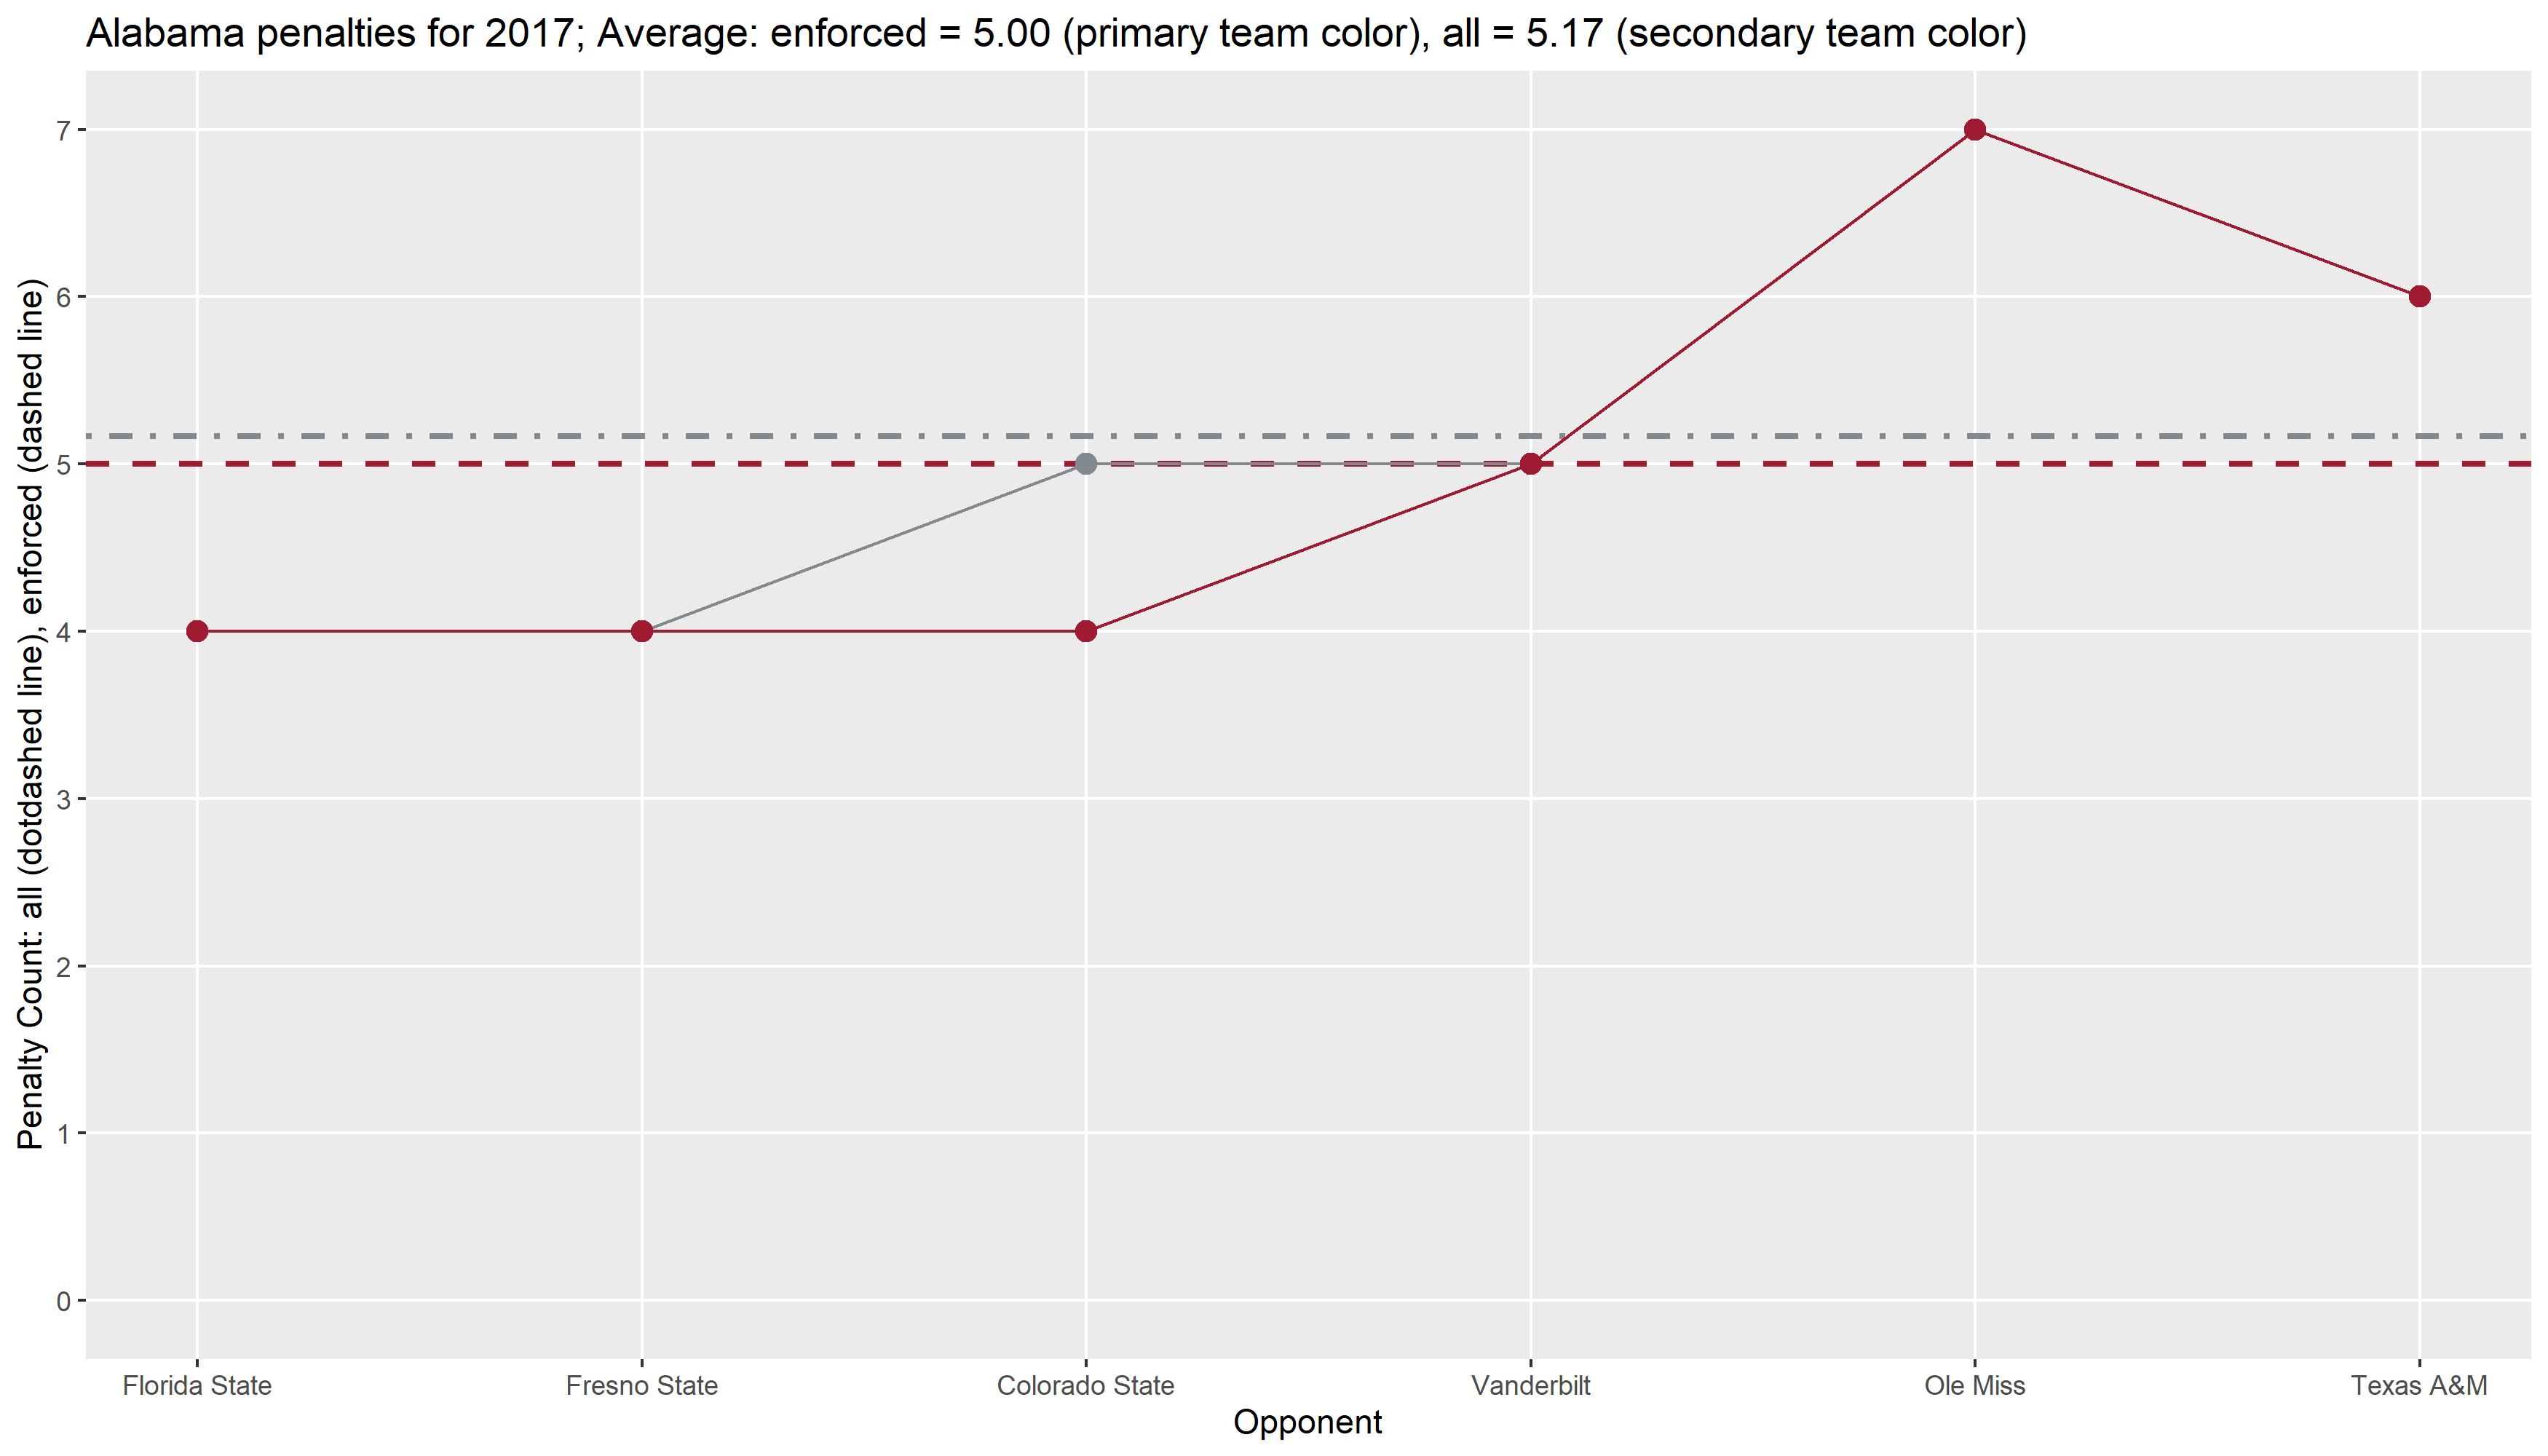 Alabama penalties for 2017; Average: enforced = 5.00 (primary team color), all = 5.17 (secondary team color)
Penalty Count: all (dotdashed line), enforced (dashed line)
7
6
5
4
3
2
1
0
Florida State
Fresno State
Colorado State
Vanderbilt
Ole Miss
Texas A&M
Opponent